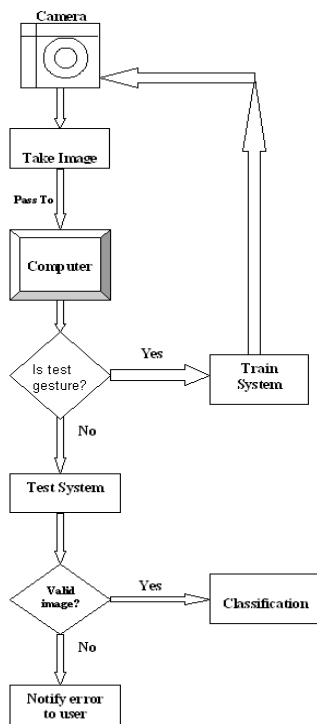 Camera
Take Image
Pass To
Computer
Is test
gesture?
Yes
Train
System
No
Test System
Valid
image?
Yes
Classification
No
Notify error
to user